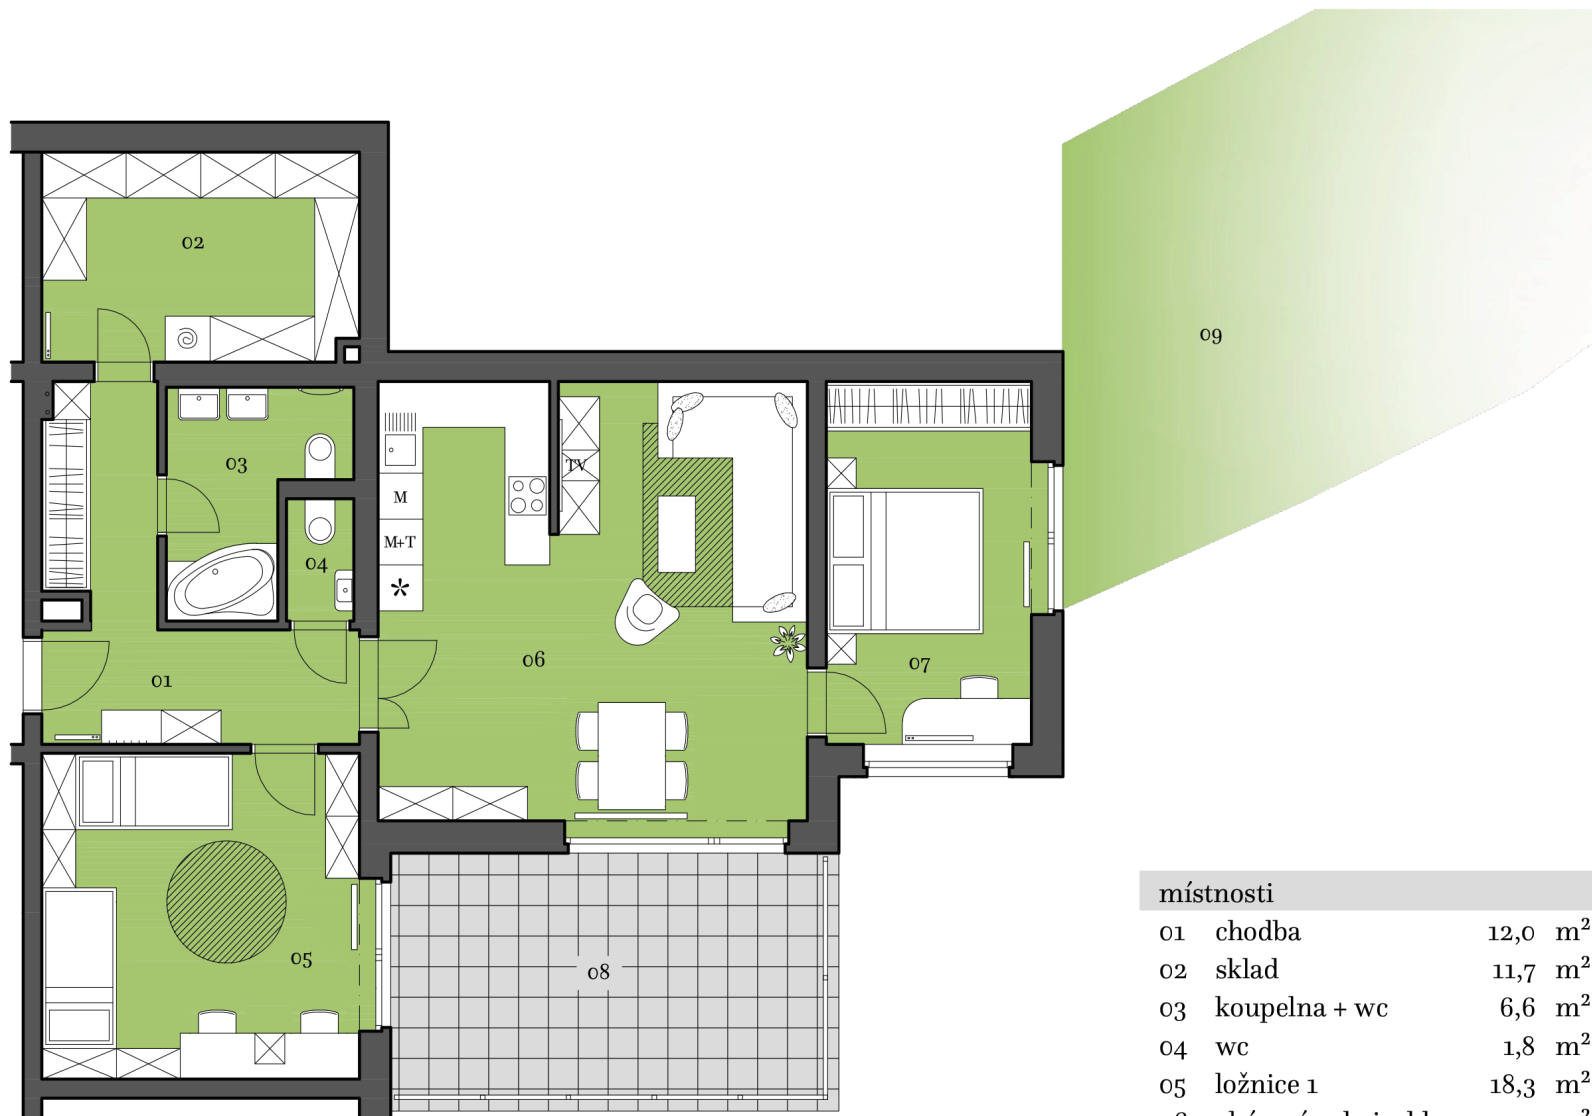 02
09
03
M
TV
M+T
04
06
07
01
05
08
místnosti
01 chodba 12,0 m²
02 sklad 11,7 m²
03 koupelna + wc 6,6 m²
04 wc 1,8 m²
05 ložnice 1 18,3 m²